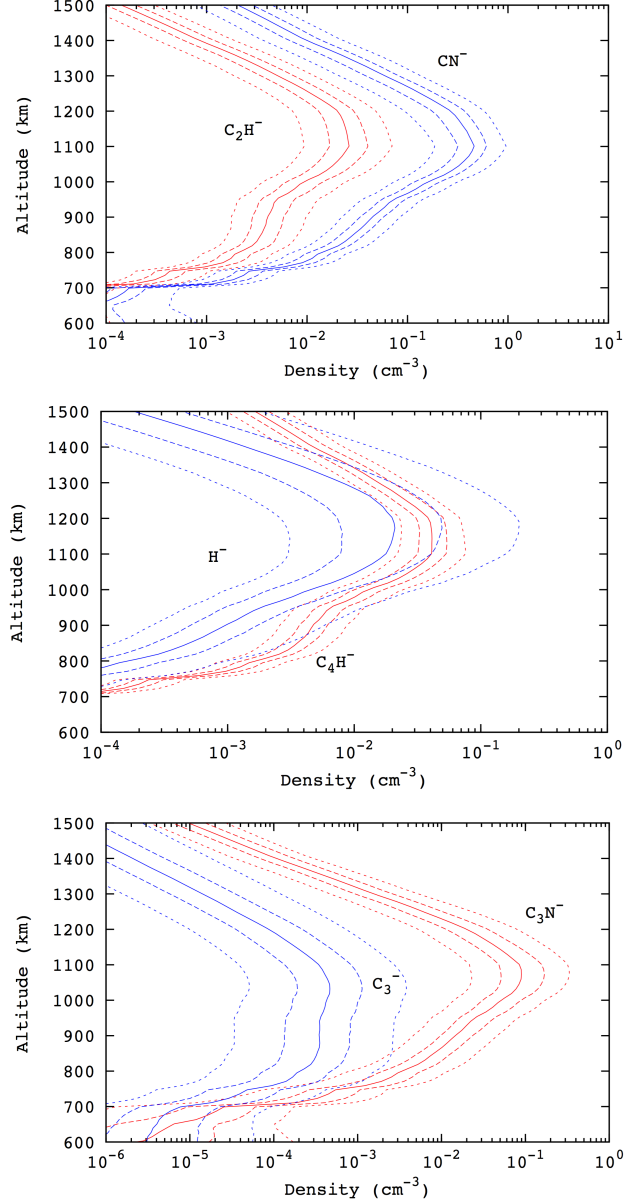 1500
1400
1300
1200
1100
1000
900
800
700
600
Altitude (km)
CN⁻
C₂H⁻
10⁻⁴ 10⁻³ 10⁻² 10⁻¹ 10⁰ 10¹
Density (cm⁻³)
1500
1400
1300
1200
1100
1000
900
800
700
600
Altitude (km)
H⁻
C₄H⁻
10⁻⁴ 10⁻³ 10⁻² 10⁻¹ 10⁰
Density (cm⁻³)
1500
1400
1300
1200
1100
1000
900
800
700
600
Altitude (km)
C₃N⁻
C₃⁻
10⁻⁶ 10⁻⁵ 10⁻⁴ 10⁻³ 10⁻² 10⁻¹ 10⁰
Density (cm⁻³)